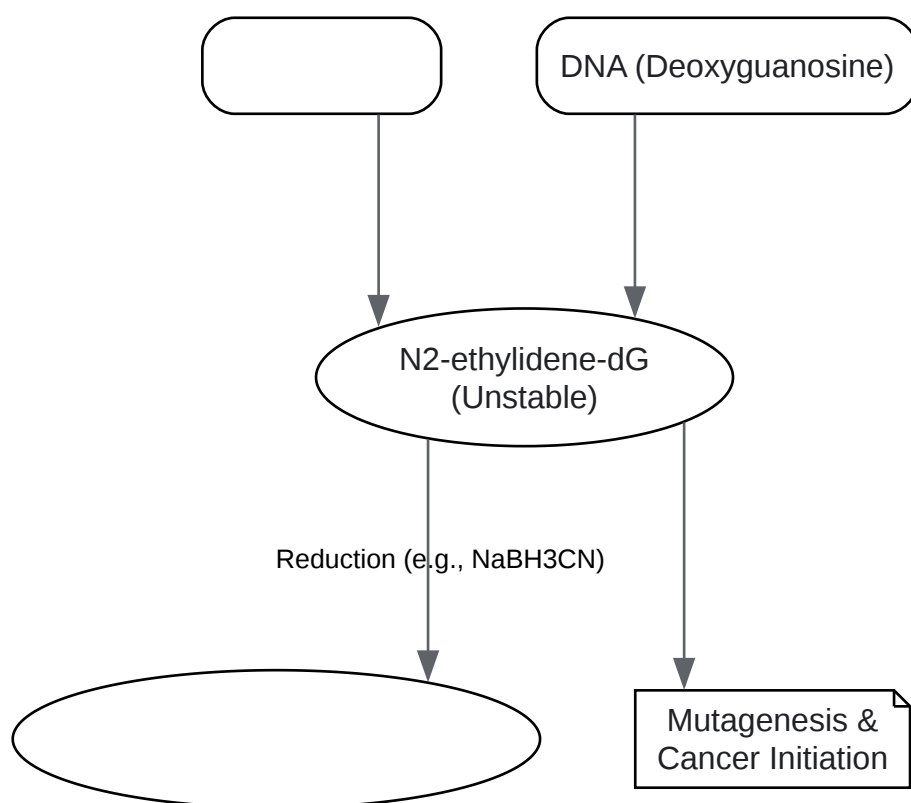 DNA (Deoxyguanosine)
N2-ethylidene-dG
(Unstable)
Reduction (e.g., NaBH3CN)
Mutagenesis &
Cancer Initiation